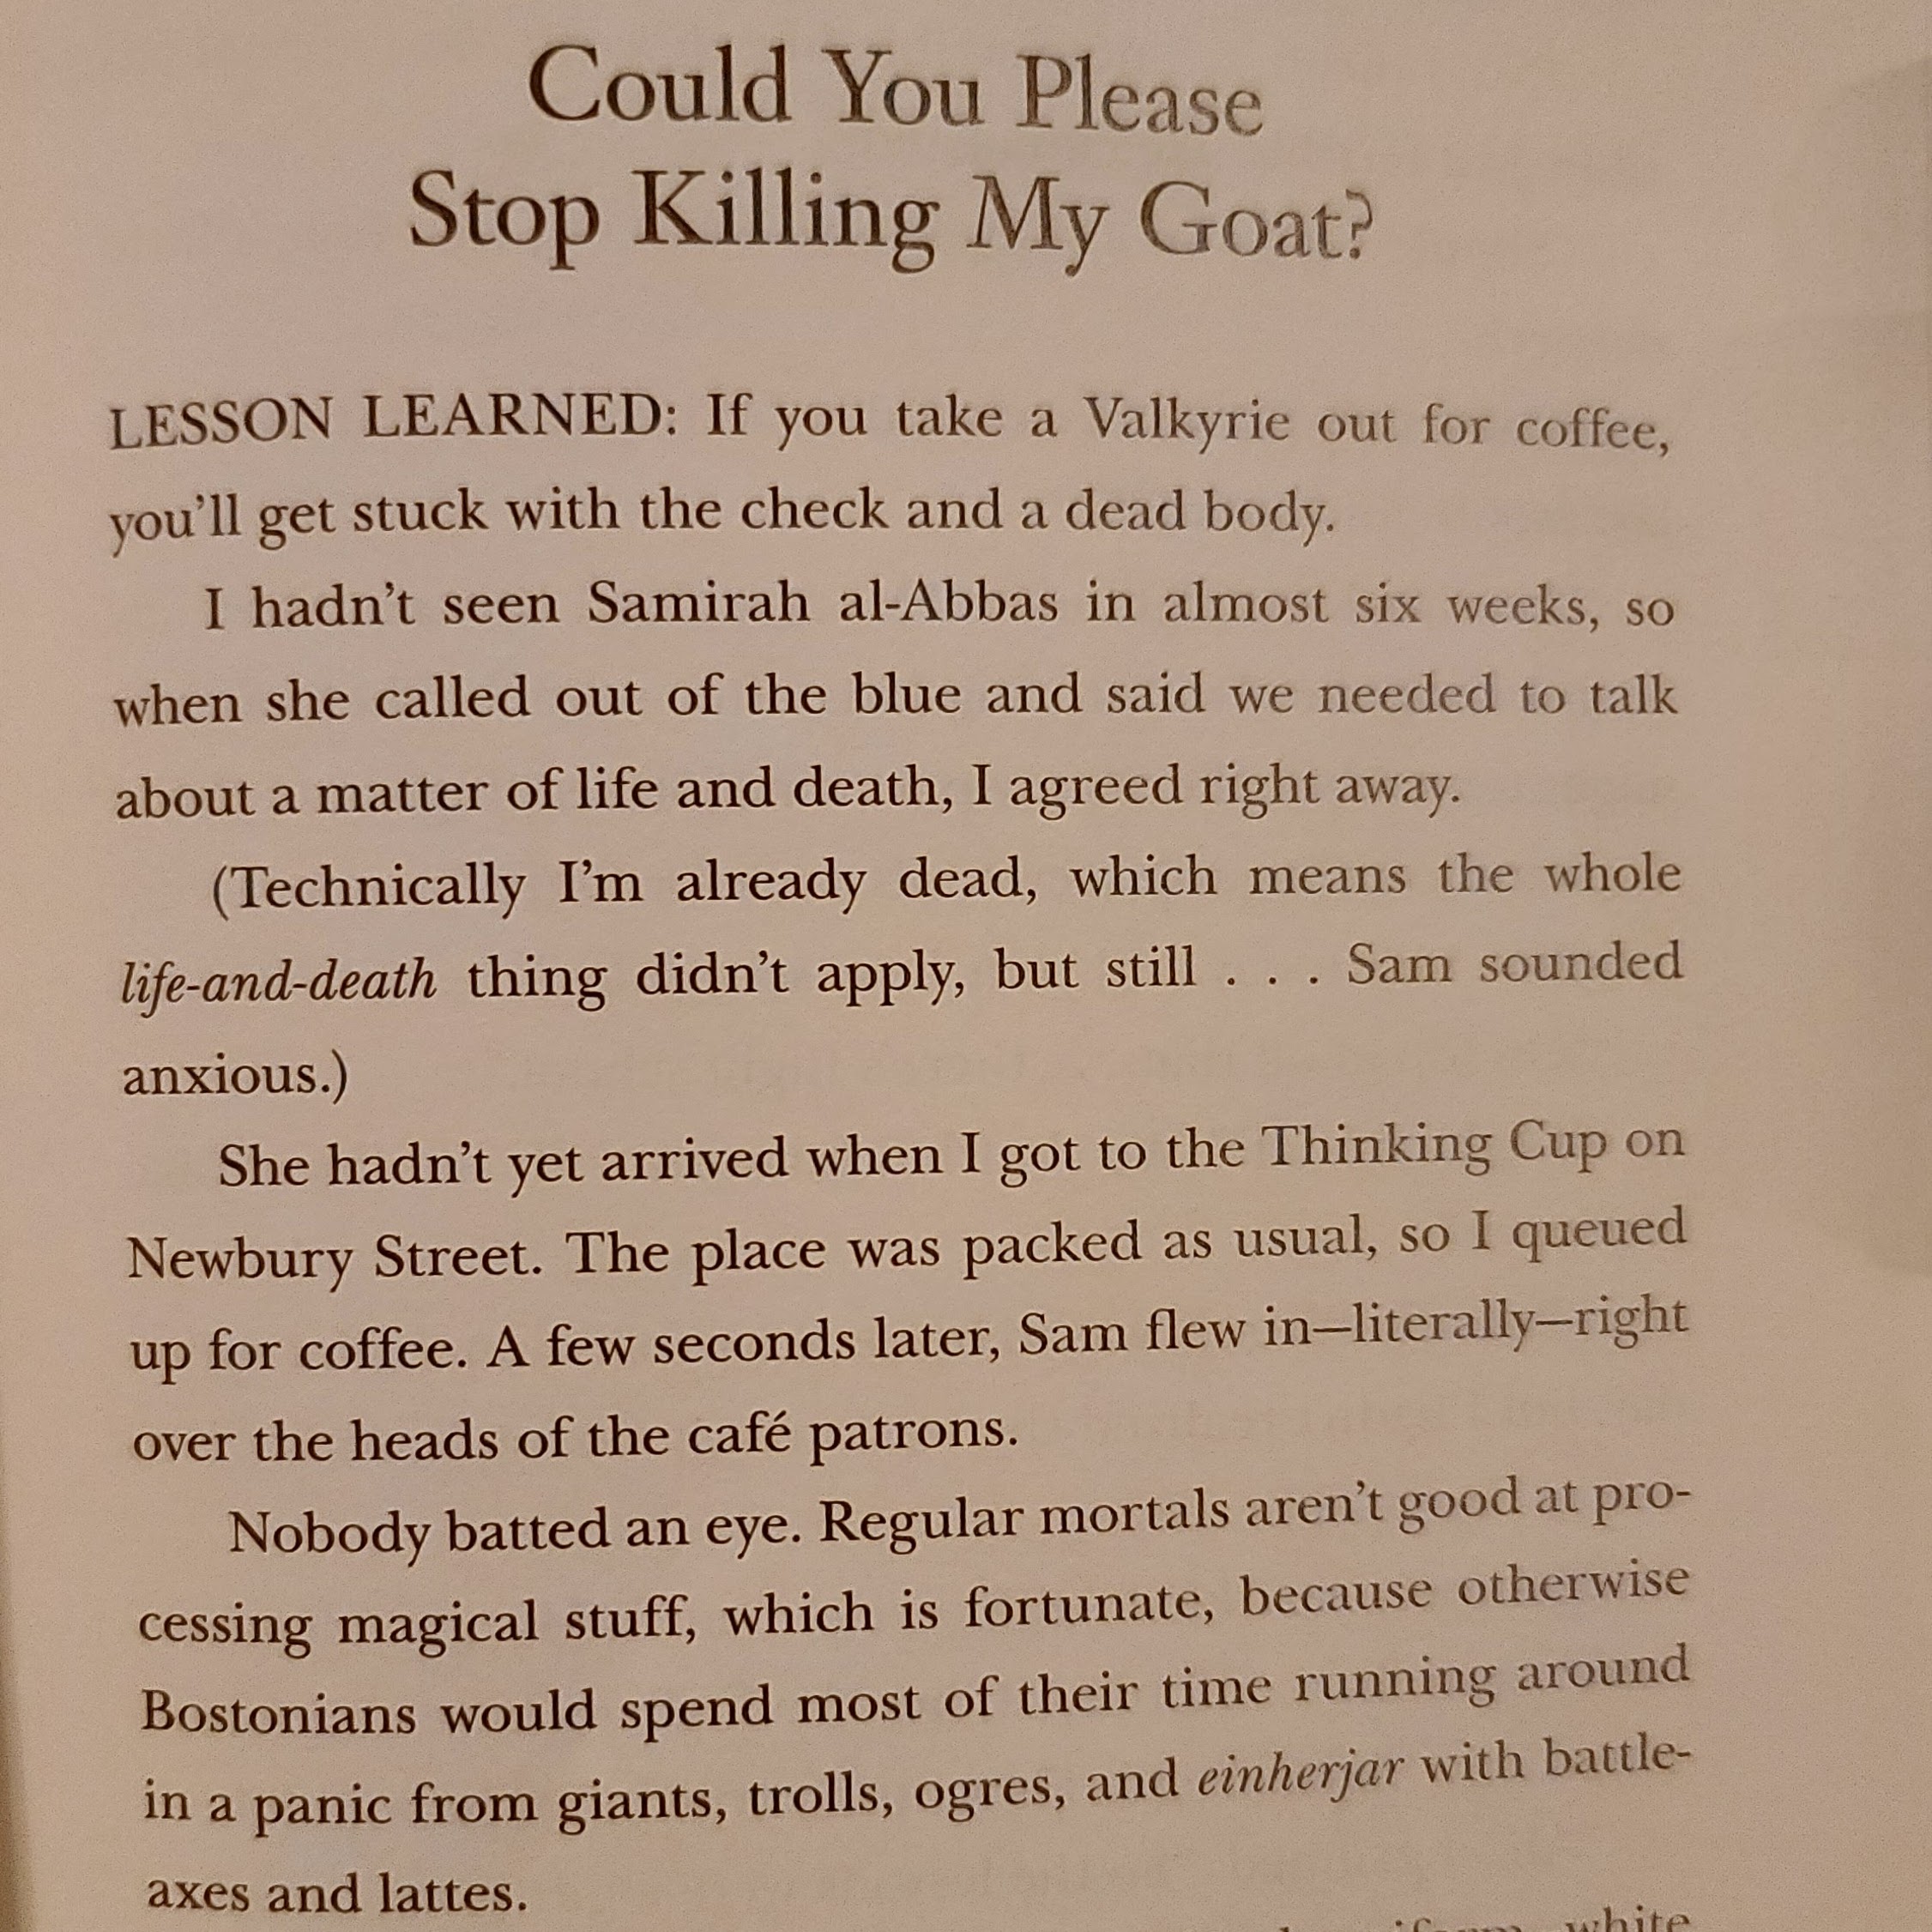 Could You Please
Stop Killing My Goat?
LESSON LEARNED: If you take a Valkyrie out for coffee,
you’ll get stuck with the check and a dead body.
I hadn’t seen Samirah al-Abbas in almost six weeks, so
when she called out of the blue and said we needed to talk
about a matter of life and death, I agreed right away.
(Technically I’m already dead, which means the whole
life-and-death thing didn’t apply, but still . . . Sam sounded
anxious.)
She hadn’t yet arrived when I got to the Thinking Cup on
Newbury Street. The place was packed as usual, so I queued
up for coffee. A few seconds later, Sam flew in—literally—right
over the heads of the café patrons.
Nobody batted an eye. Regular mortals aren’t good at pro-
cessing magical stuff, which is fortunate, because otherwise
Bostonians would spend most of their time running around
in a panic from giants, trolls, ogres, and einherjar with battle-
axes and lattes.
white